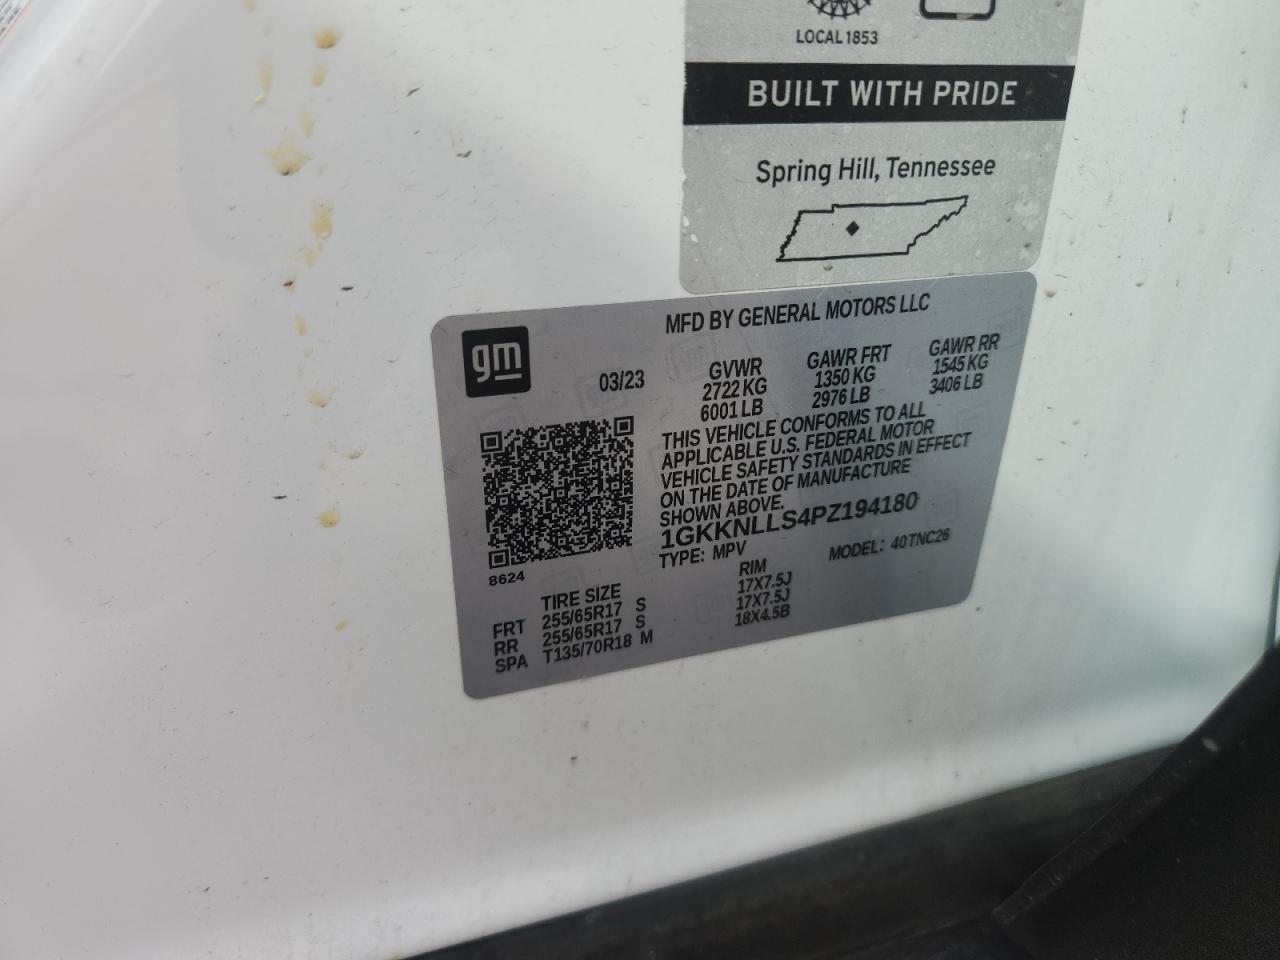 LOCAL 1853
BUILT WITH PRIDE
Spring Hill, Tennessee
MFD BY GENERAL MOTORS LLC
gm
03/23
GVWR GAWR FRT GAWR RR
2722 KG 1350 KG 1545 KG
6001 LB 2976 LB 3406 LB
THIS VEHICLE CONFORMS TO ALL
APPLICABLE U.S. FEDERAL MOTOR
VEHICLE SAFETY STANDARDS IN EFFECT
ON THE DATE OF MANUFACTURE
SHOWN ABOVE.
1GKKNLLS4PZ194180
TYPE: MPV MODEL: 40TNC26
8624
TIRE SIZE RIM
FRT 255/65R17 S 17X7.5J
RR 255/65R17 S 17X7.5J
SPA T135/70R18 M 18X4.5B